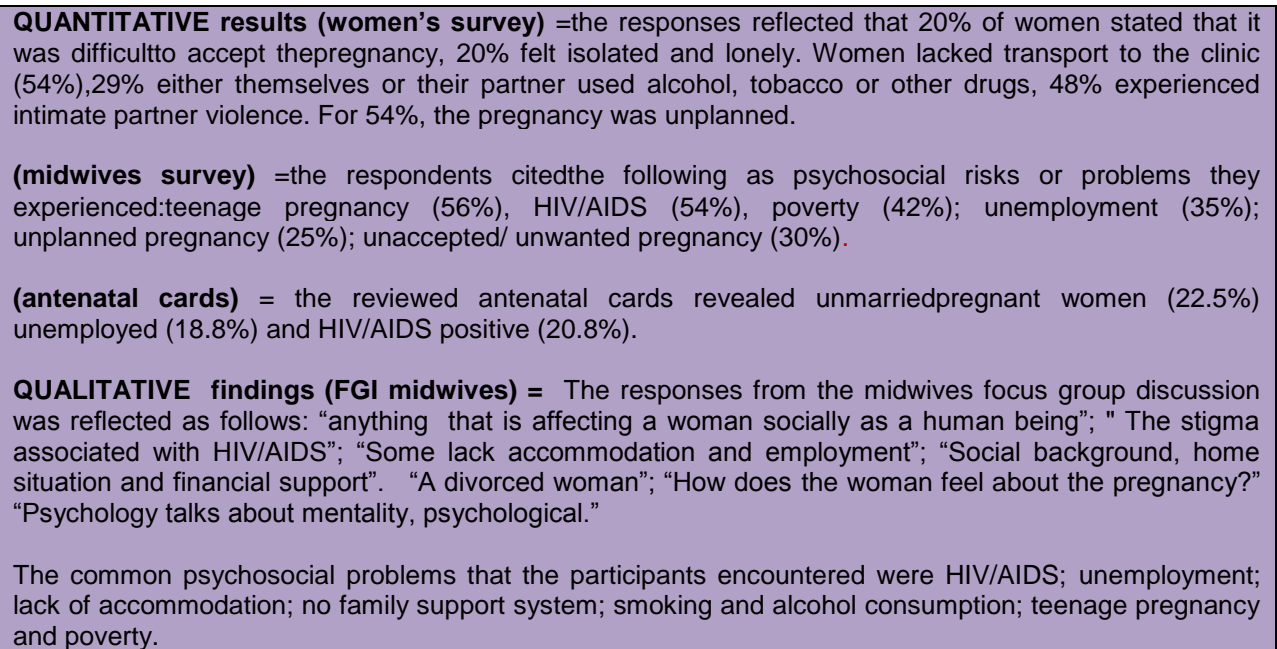 QUANTITATIVE results (women's survey) =the responses reflected that 20% of women stated that it
was difficultto accept thepregnancy, 20% felt isolated and lonely. Women lacked transport to the clinic
(54%),29% either themselves or their partner used alcohol, tobacco or other drugs, 48% experienced
intimate partner violence. For 54%, the pregnancy was unplanned.
(midwives survey) =the respondents citedthe following as psychosocial risks or problems they
experienced:teenage pregnancy (56%), HIV/AIDS (54%), poverty (42%); unemployment (35%);
unplanned pregnancy (25%); unaccepted/ unwanted pregnancy (30%).
(antenatal cards) = the reviewed antenatal cards revealed unmarriedpregnant women (22.5%)
unemployed (18.8%) and HIV/AIDS positive (20.8%).
QUALITATIVE findings (FGI midwives) = The responses from the midwives focus group discussion
was reflected as follows: “anything that is affecting a woman socially as a human being”; " The stigma
associated with HIV/AIDS”; “Some lack accommodation and employment”; “Social background, home
situation and financial support”. “A divorced woman”; “How does the woman feel about the pregnancy?”
“Psychology talks about mentality, psychological.”
The common psychosocial problems that the participants encountered were HIV/AIDS; unemployment;
lack of accommodation; no family support system; smoking and alcohol consumption; teenage pregnancy
and poverty.